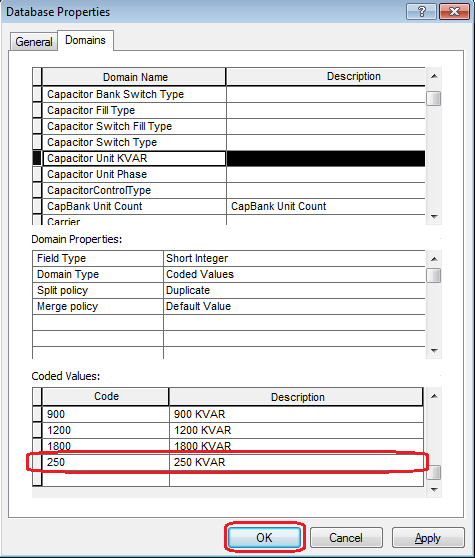 Database Properties
General Domains
Domain Name Description
Capacitor Bank Switch Type
Capacitor Fill Type
Capacitor Switch Fill Type
Capacitor Switch Type
Capacitor Unit KVAR
Capacitor Unit Phase
CapacitorControlType
CapBank Unit Count CapBank Unit Count
Carrier
Domain Properties:
Field Type Short Integer
Domain Type Coded Values
Split policy Duplicate
Merge policy Default Value
Coded Values:
Code Description
900 900 KVAR
1200 1200 KVAR
1800 1800 KVAR
250 250 KVAR
OK Cancel Apply